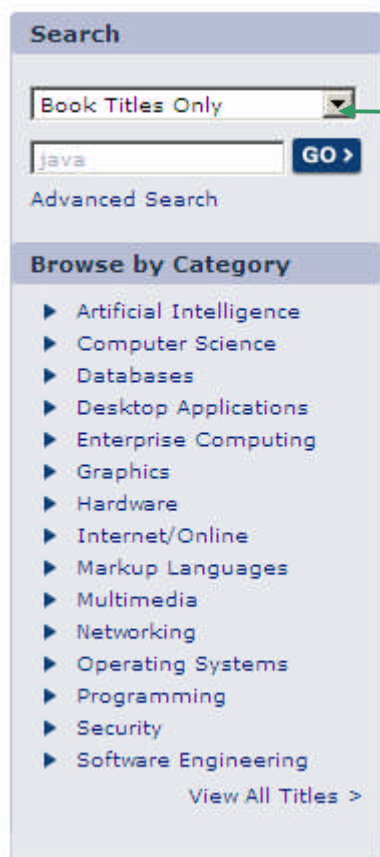 Search
Book Titles Only
java
GO >
Advanced Search
Browse by Category
Artificial Intelligence
Computer Science
Databases
Desktop Applications
Enterprise Computing
Graphics
Hardware
Internet/Online
Markup Languages
Multimedia
Networking
Operating Systems
Programming
Security
Software Engineering
View All Titles >